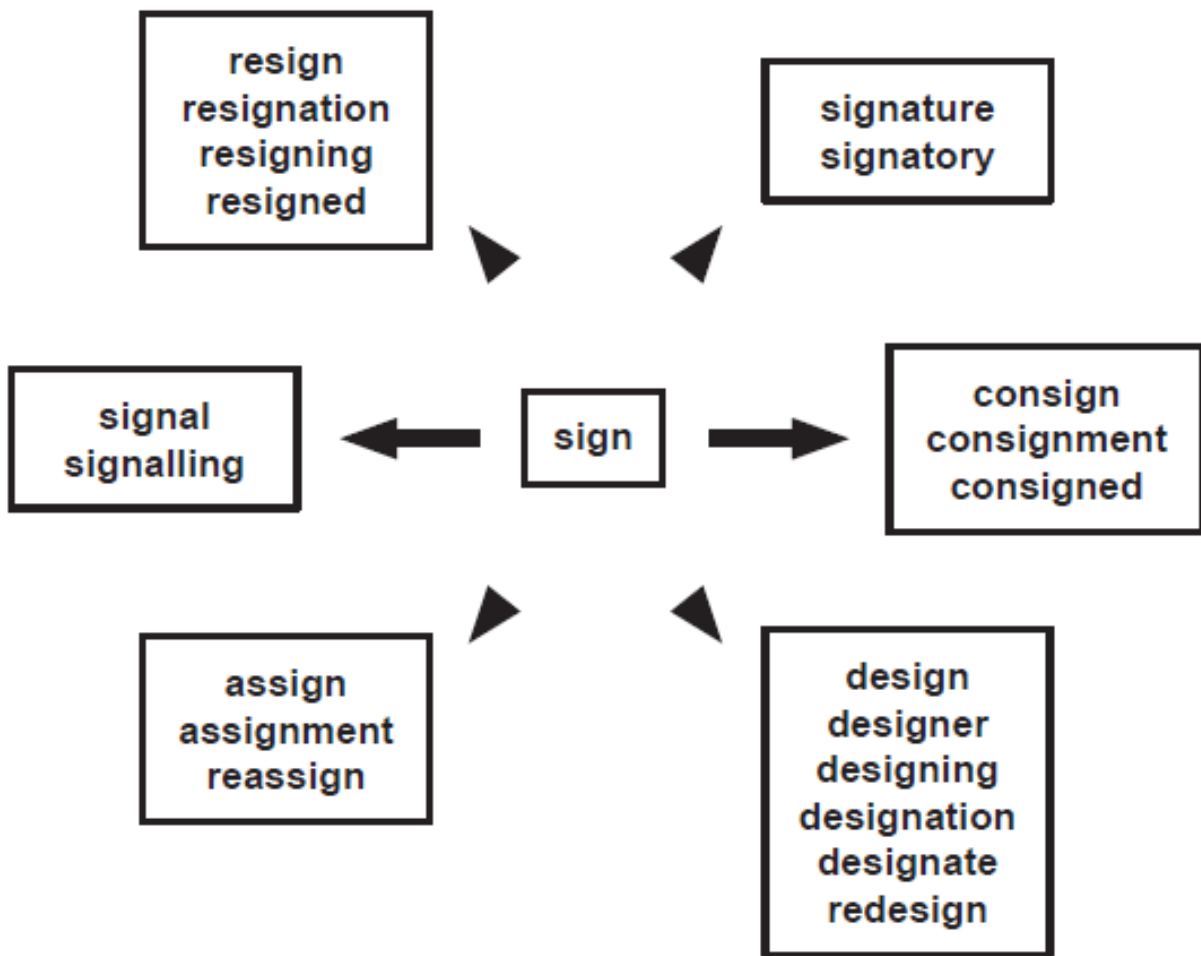 resign
resignation
resigning
resigned
signature
signatory
signal
signalling
sign
consign
consignment
consigned
assign
assignment
reassign
design
designer
designing
designation
designate
redesign